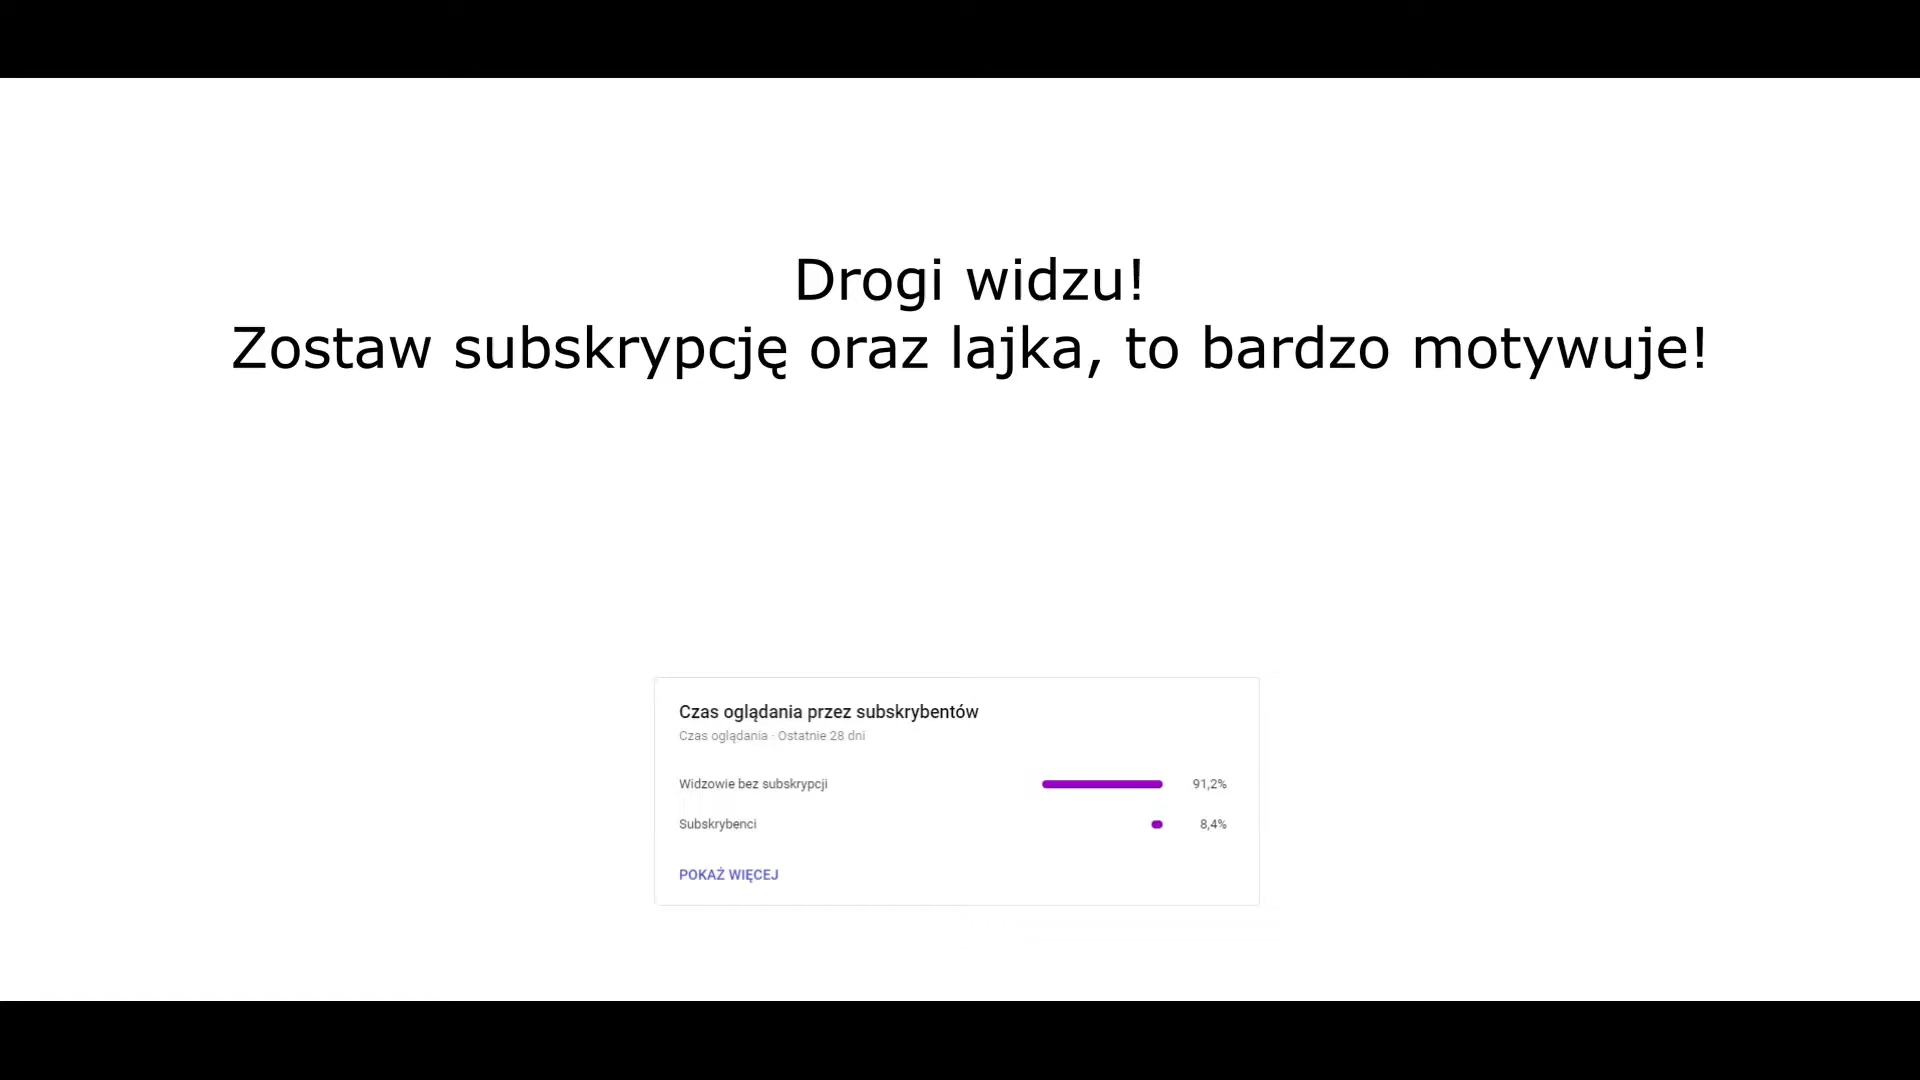 Drogi widzu!
Zostaw subskrypcję oraz lajka, to bardzo motywuje!
Czas oglądania przez subskrybentów
Czas oglądania · Ostatnie 28 dni
Widzowie bez subskrypcji 91,2%
Subskrybenci 8,4%
POKAŻ WIĘCEJ